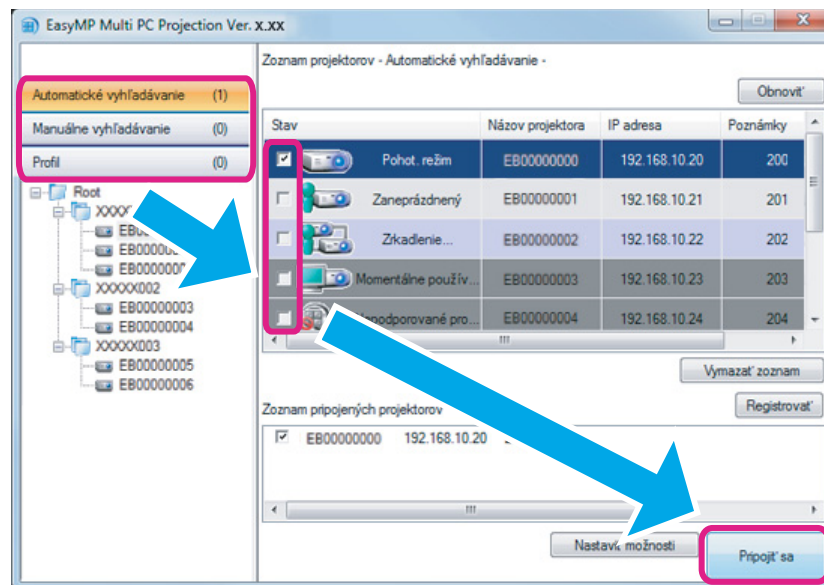 EasyMP Multi PC Projection Ver. X.XX
Automatické vyhľadávanie (1)
Manuálne vyhľadávanie (0)
Profil (0)
Root
EB00000003
XXXXX002
EB00000003
EB00000004
XXXXX003
EB00000005
EB00000006
Zoznam projektorov - Automatické vyhľadávanie -
Obnoviť
Stav Názov projektora IP adresa Poznámky
Pohot. režim EB00000000 192.168.10.20 200
Zaneprázdnený EB00000001 192.168.10.21 201
Zrkadlenie... EB00000002 192.168.10.22 202
Momentálne použív... EB00000003 192.168.10.23 203
EB00000004 192.168.10.24 204
Vymazať zoznam
Zoznam pripojených projektorov
Registrovať
EB00000000 192.168.10.20
Nastaviť možnosti
Pripojiť sa